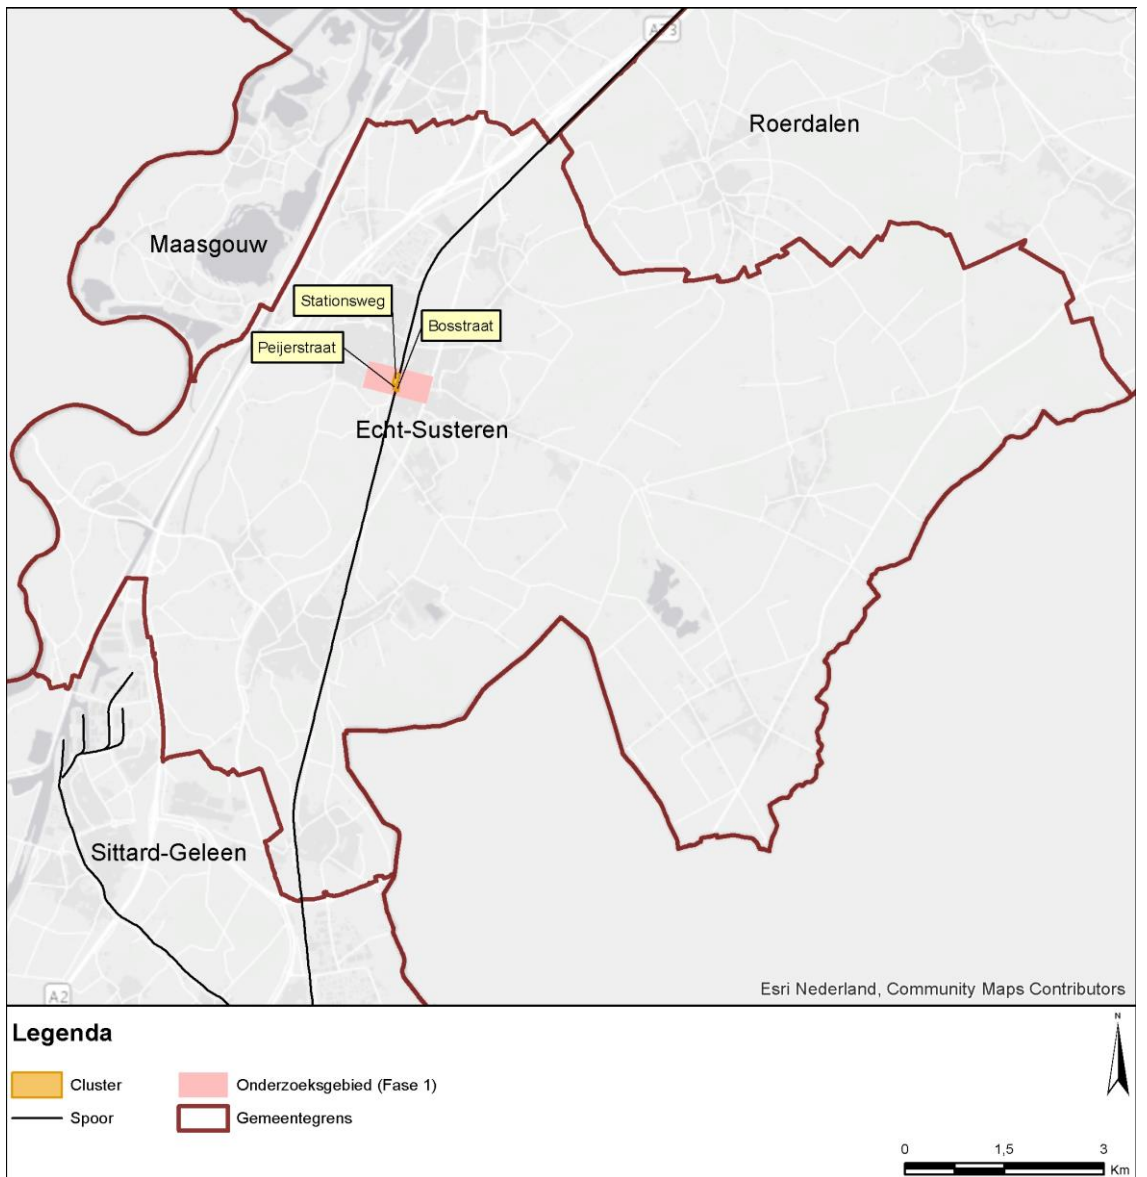 A73
Roerdalen
Maasgouw
Stationsweg
Bosstraat
Peijerstraat
Echt-Susteren
Sittard-Geleen
A2
Esri Nederland, Community Maps Contributors
Legenda
N
Cluster
Onderzoeksgebied (Fase 1)
Spoor
Gemeentegrens
0 1,5 3
Km